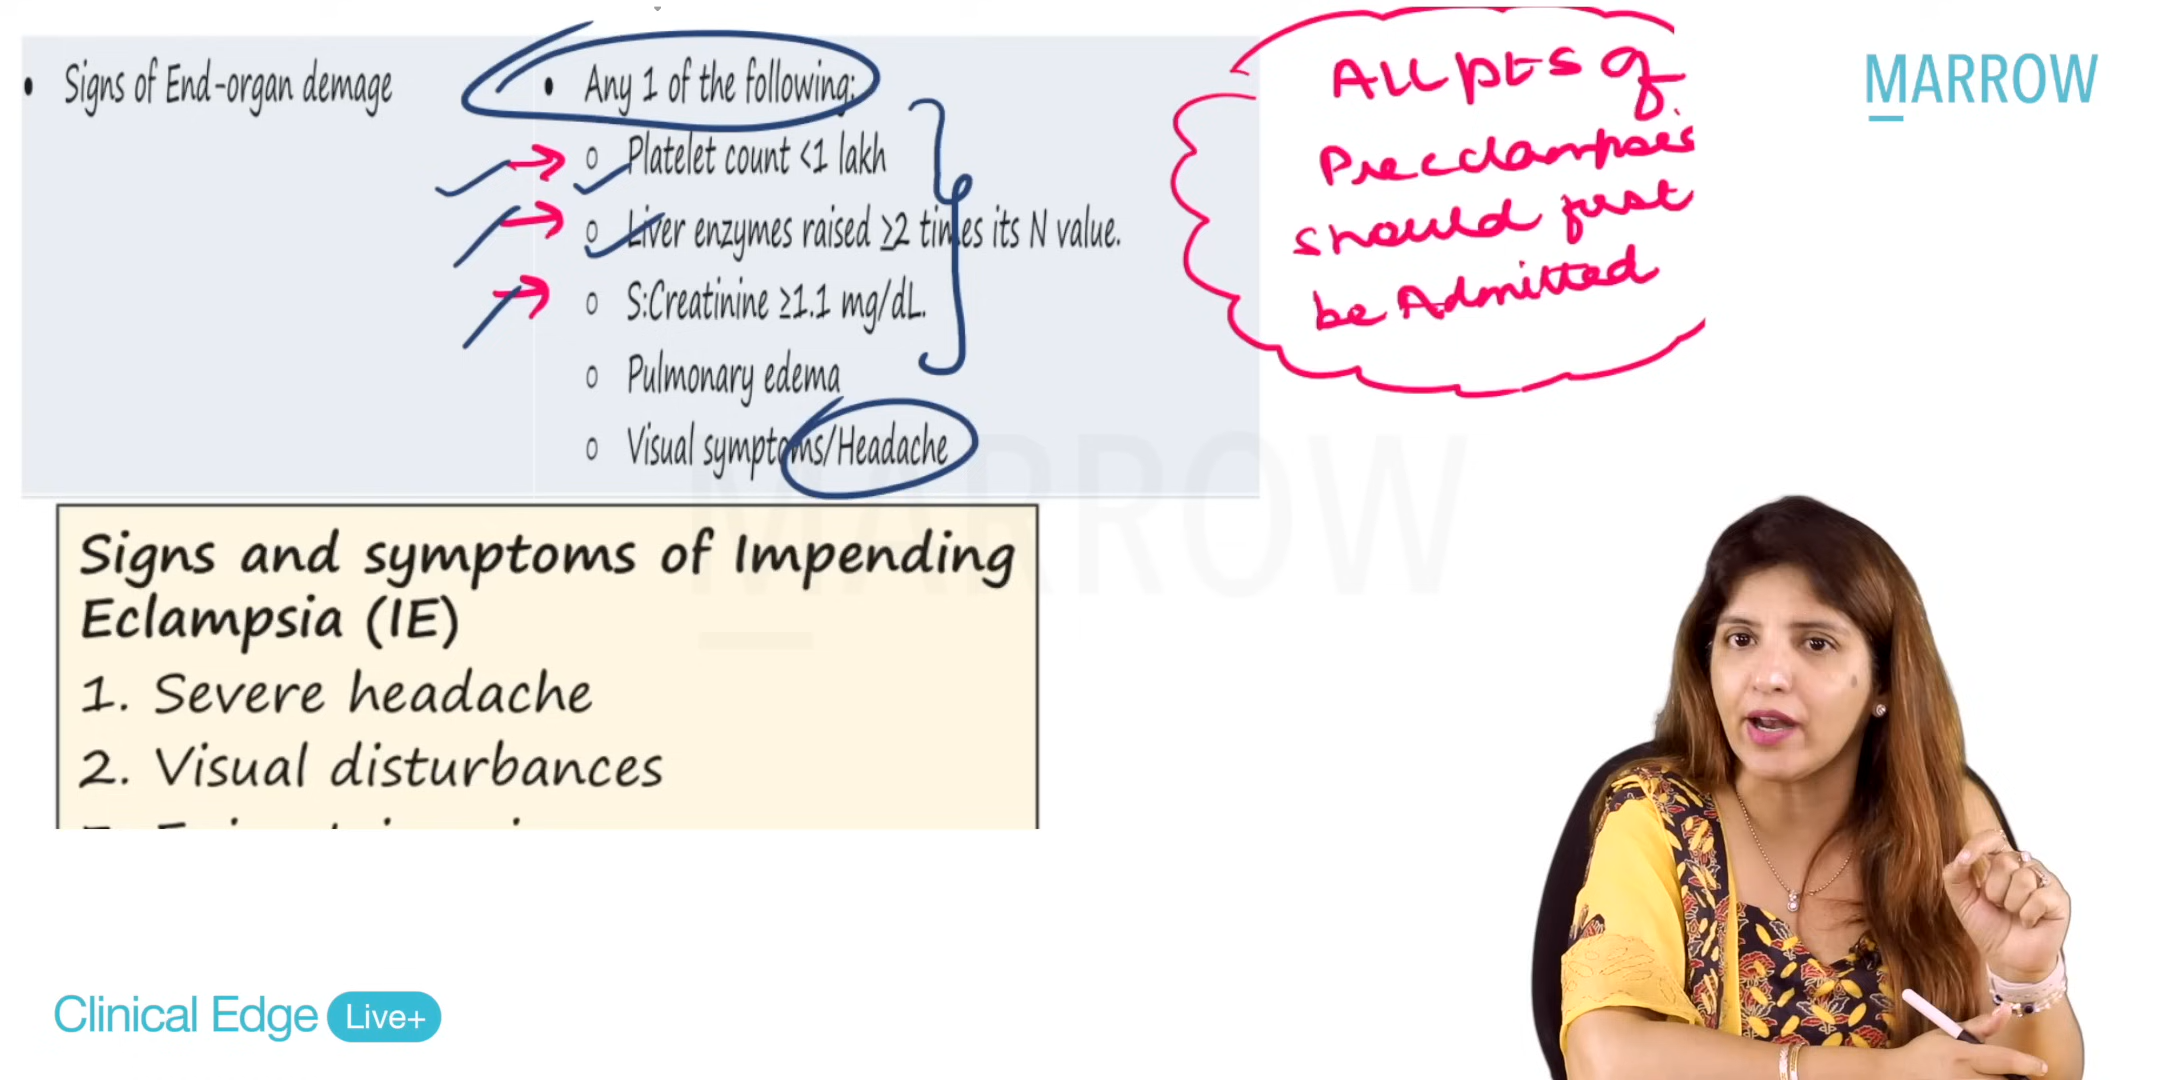 • Signs of End-organ demage
• Any 1 of the following:
o Platelet count <1 lakh
o Liver enzymes raised ≥2 times its N value.
o S:Creatinine ≥1.1 mg/dL.
o Pulmonary edema
o Visual symptoms/Headache
ALL pts of
Preeclampsia
should first
be Admitted
MARROW
MARROW
Signs and symptoms of Impending
Eclampsia (IE)
1. Severe headache
2. Visual disturbances
Clinical Edge Live+